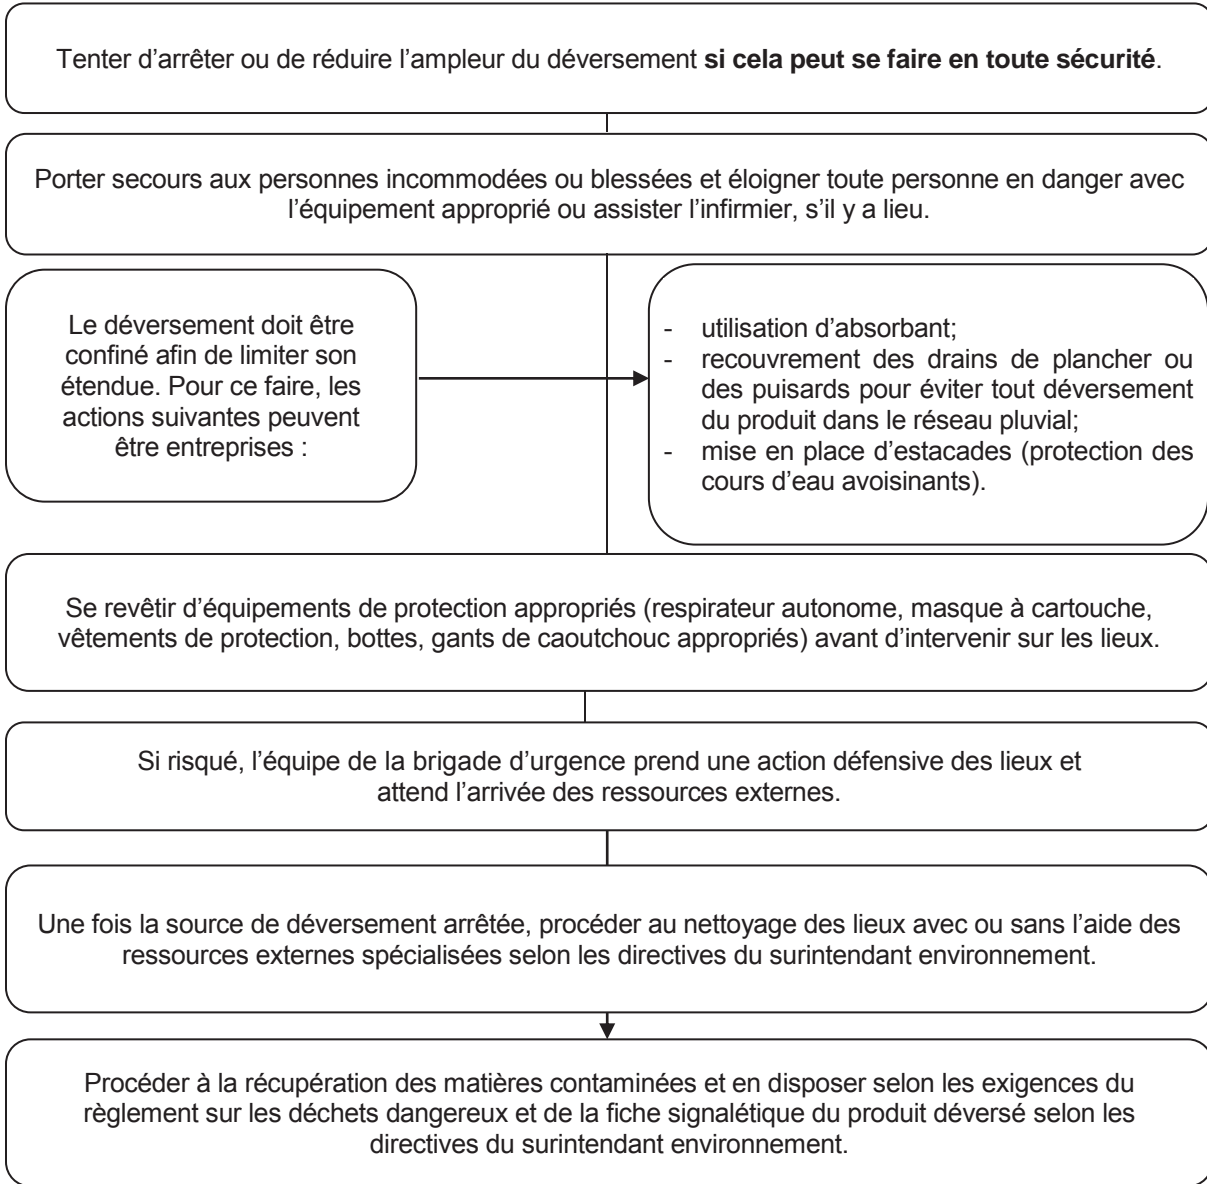 Tenter d’arrêter ou de réduire l’ampleur du déversement si cela peut se faire en toute sécurité.
Porter secours aux personnes incommodées ou blessées et éloigner toute personne en danger avec
l’équipement approprié ou assister l’infirmier, s’il y a lieu.
Le déversement doit être
confiné afin de limiter son
étendue. Pour ce faire, les
actions suivantes peuvent
être entreprises :
- utilisation d’absorbant;
- recouvrement des drains de plancher ou
des puisards pour éviter tout déversement
du produit dans le réseau pluvial;
- mise en place d’estacades (protection des
cours d’eau avoisinants).
Se revêtir d’équipements de protection appropriés (respirateur autonome, masque à cartouche,
vêtements de protection, bottes, gants de caoutchouc appropriés) avant d’intervenir sur les lieux.
Si risqué, l’équipe de la brigade d’urgence prend une action défensive des lieux et
attend l’arrivée des ressources externes.
Une fois la source de déversement arrêtée, procéder au nettoyage des lieux avec ou sans l’aide des
ressources externes spécialisées selon les directives du surintendant environnement.
Procéder à la récupération des matières contaminées et en disposer selon les exigences du
règlement sur les déchets dangereux et de la fiche signalétique du produit déversé selon les
directives du surintendant environnement.